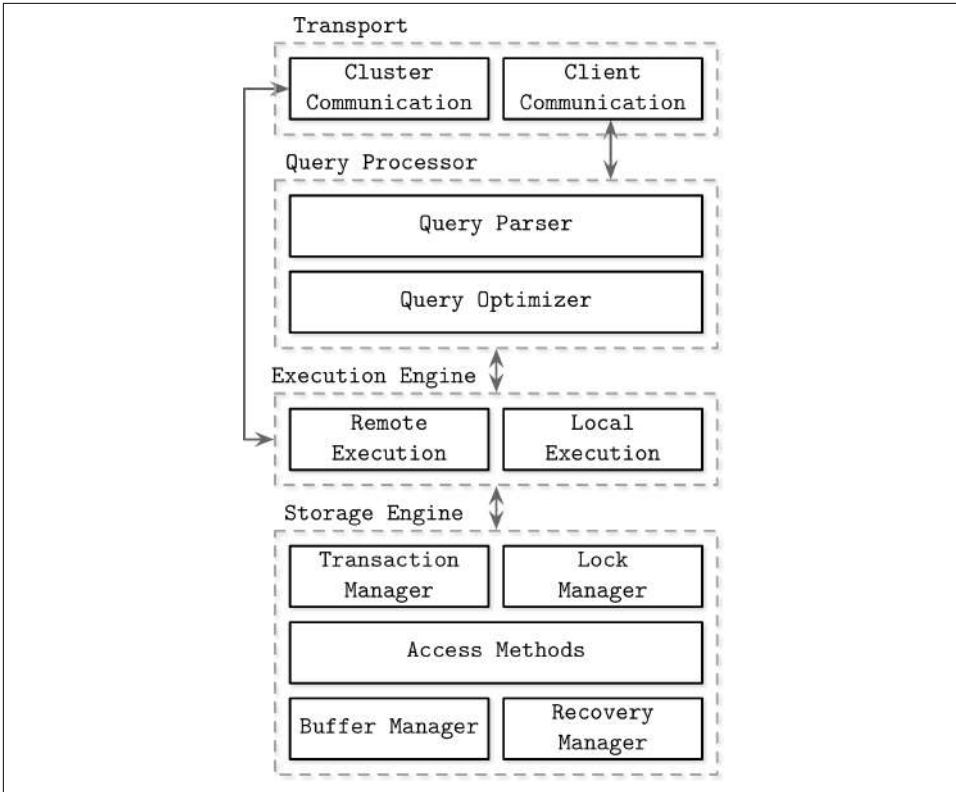 Transport
Cluster
Communication
Client
Communication
Query Processor
Query Parser
Query Optimizer
Execution Engine
Remote
Execution
Local
Execution
Storage Engine
Transaction
Manager
Lock
Manager
Access Methods
Buffer Manager
Recovery
Manager